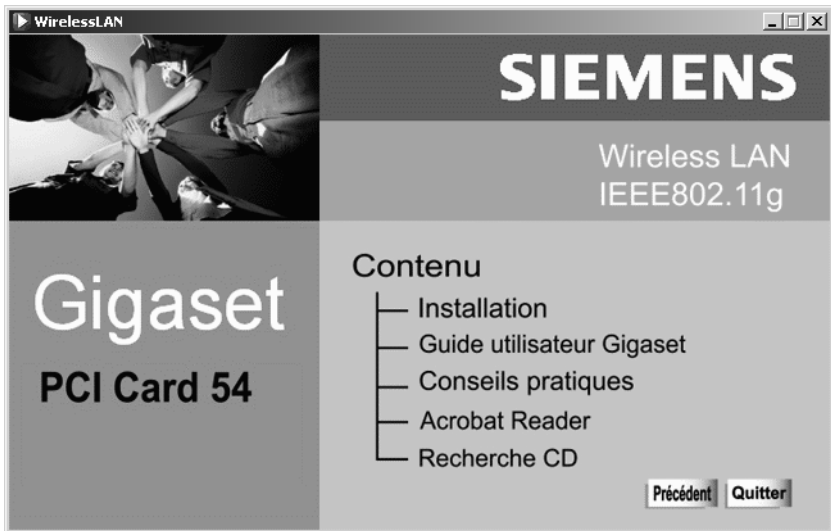 WirelessLAN
SIEMENS
Wireless LAN
IEEE802.11g
Gigaset
PCI Card 54
Contenu
Installation
Guide utilisateur Gigaset
Conseils pratiques
Acrobat Reader
Recherche CD
Précédent Quitter